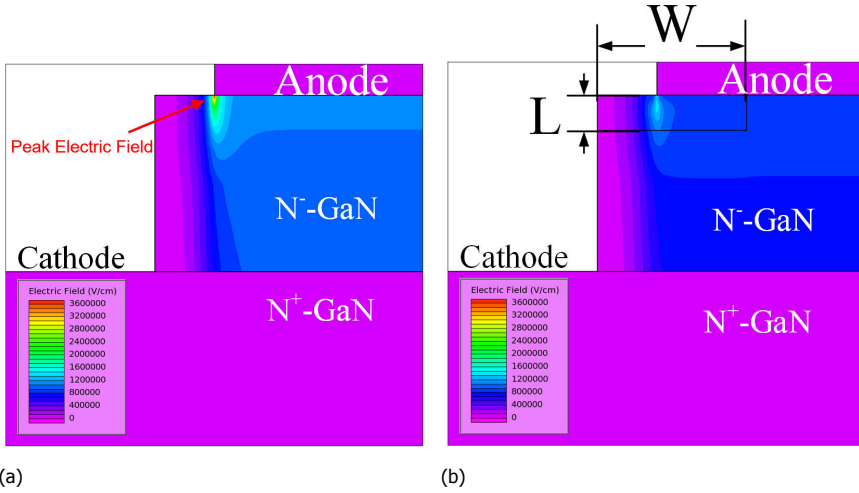 Anode
Peak Electric Field
N⁻-GaN
Cathode
Electric Field (V/cm)
3600000
3200000
2800000
2400000
2000000
1600000
1200000
800000
400000
0
N⁺-GaN
(a)
W
Anode
L
N⁻-GaN
Cathode
Electric Field (V/cm)
3600000
3200000
2800000
2400000
2000000
1600000
1200000
800000
400000
0
N⁺-GaN
(b)